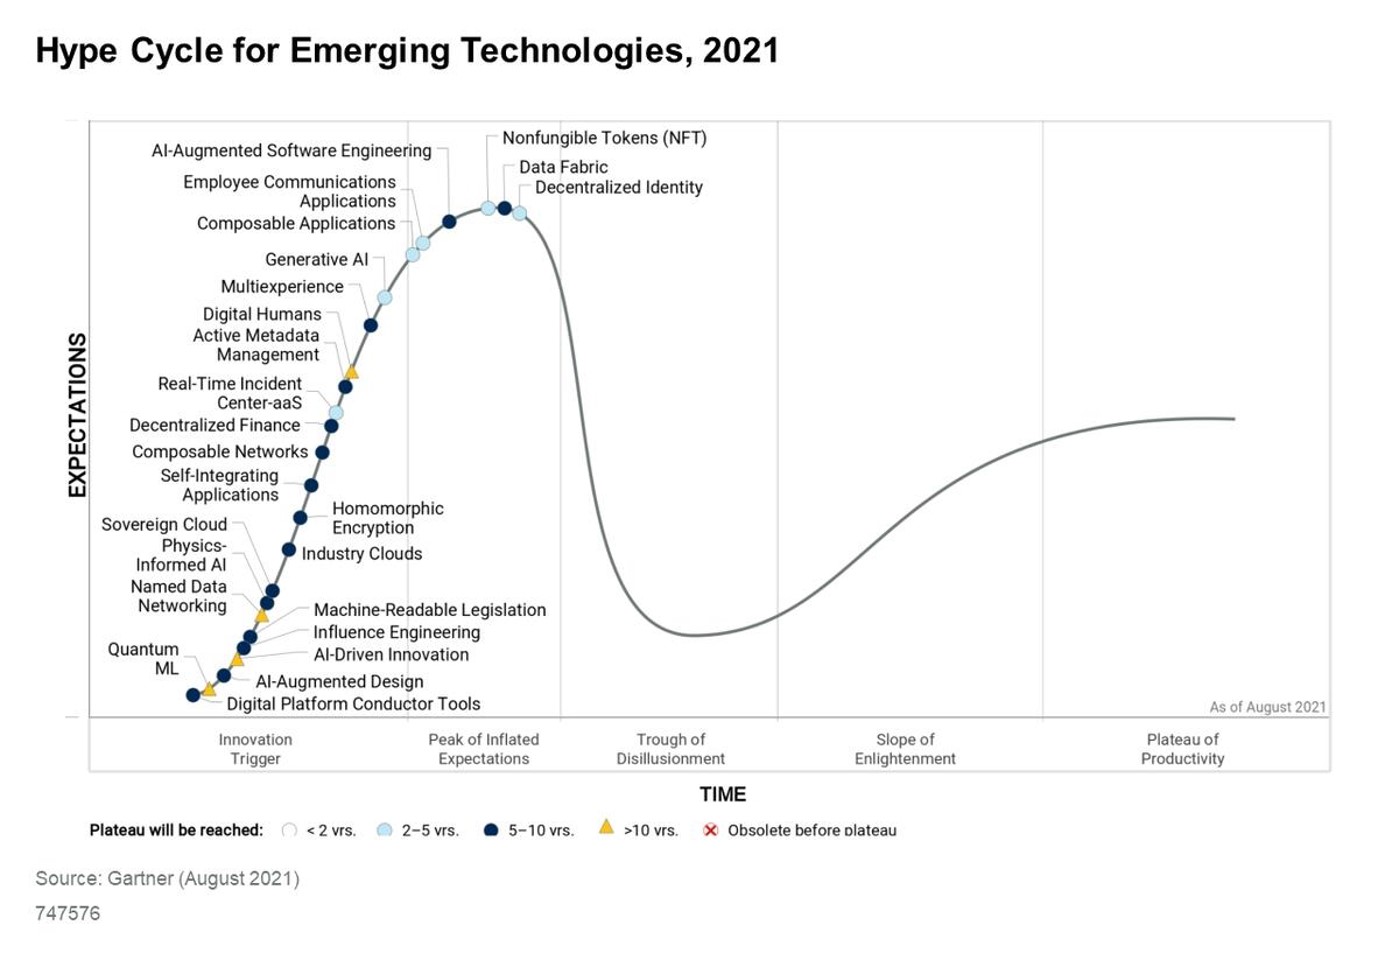 Hype Cycle for Emerging Technologies, 2021
Nonfungible Tokens (NFT)
AI-Augmented Software Engineering
Data Fabric
Employee Communications
Applications
Decentralized Identity
Composable Applications
Generative AI
Multiexperience
Digital Humans
Active Metadata
Management
Real-Time Incident
Center-aaS
Decentralized Finance
Composable Networks
Self-Integrating
Applications
Homomorphic
Encryption
Sovereign Cloud
Physics-
Informed AI
Industry Clouds
Named Data
Networking
Machine-Readable Legislation
Influence Engineering
Quantum
ML
AI-Driven Innovation
AI-Augmented Design
Digital Platform Conductor Tools
EXPECTATIONS
As of August 2021
Innovation
Trigger
Peak of Inflated
Expectations
Trough of
Disillusionment
Slope of
Enlightenment
Plateau of
Productivity
TIME
Plateau will be reached: < 2 yrs. 2–5 yrs. 5–10 yrs. >10 yrs. Obsolete before plateau
Source: Gartner (August 2021)
747576